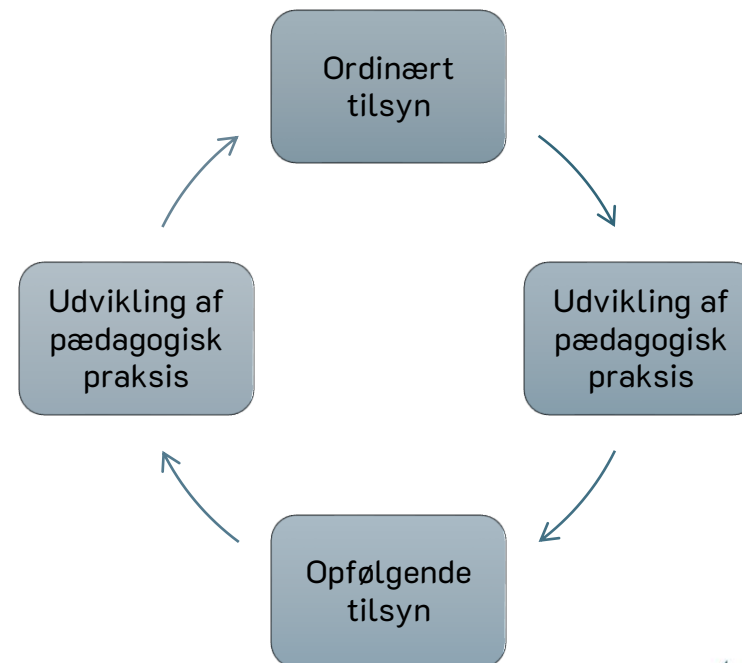 Ordinært
tilsyn
Udvikling af
pædagogisk
praksis
Udvikling af
pædagogisk
praksis
Opfølgende
tilsyn